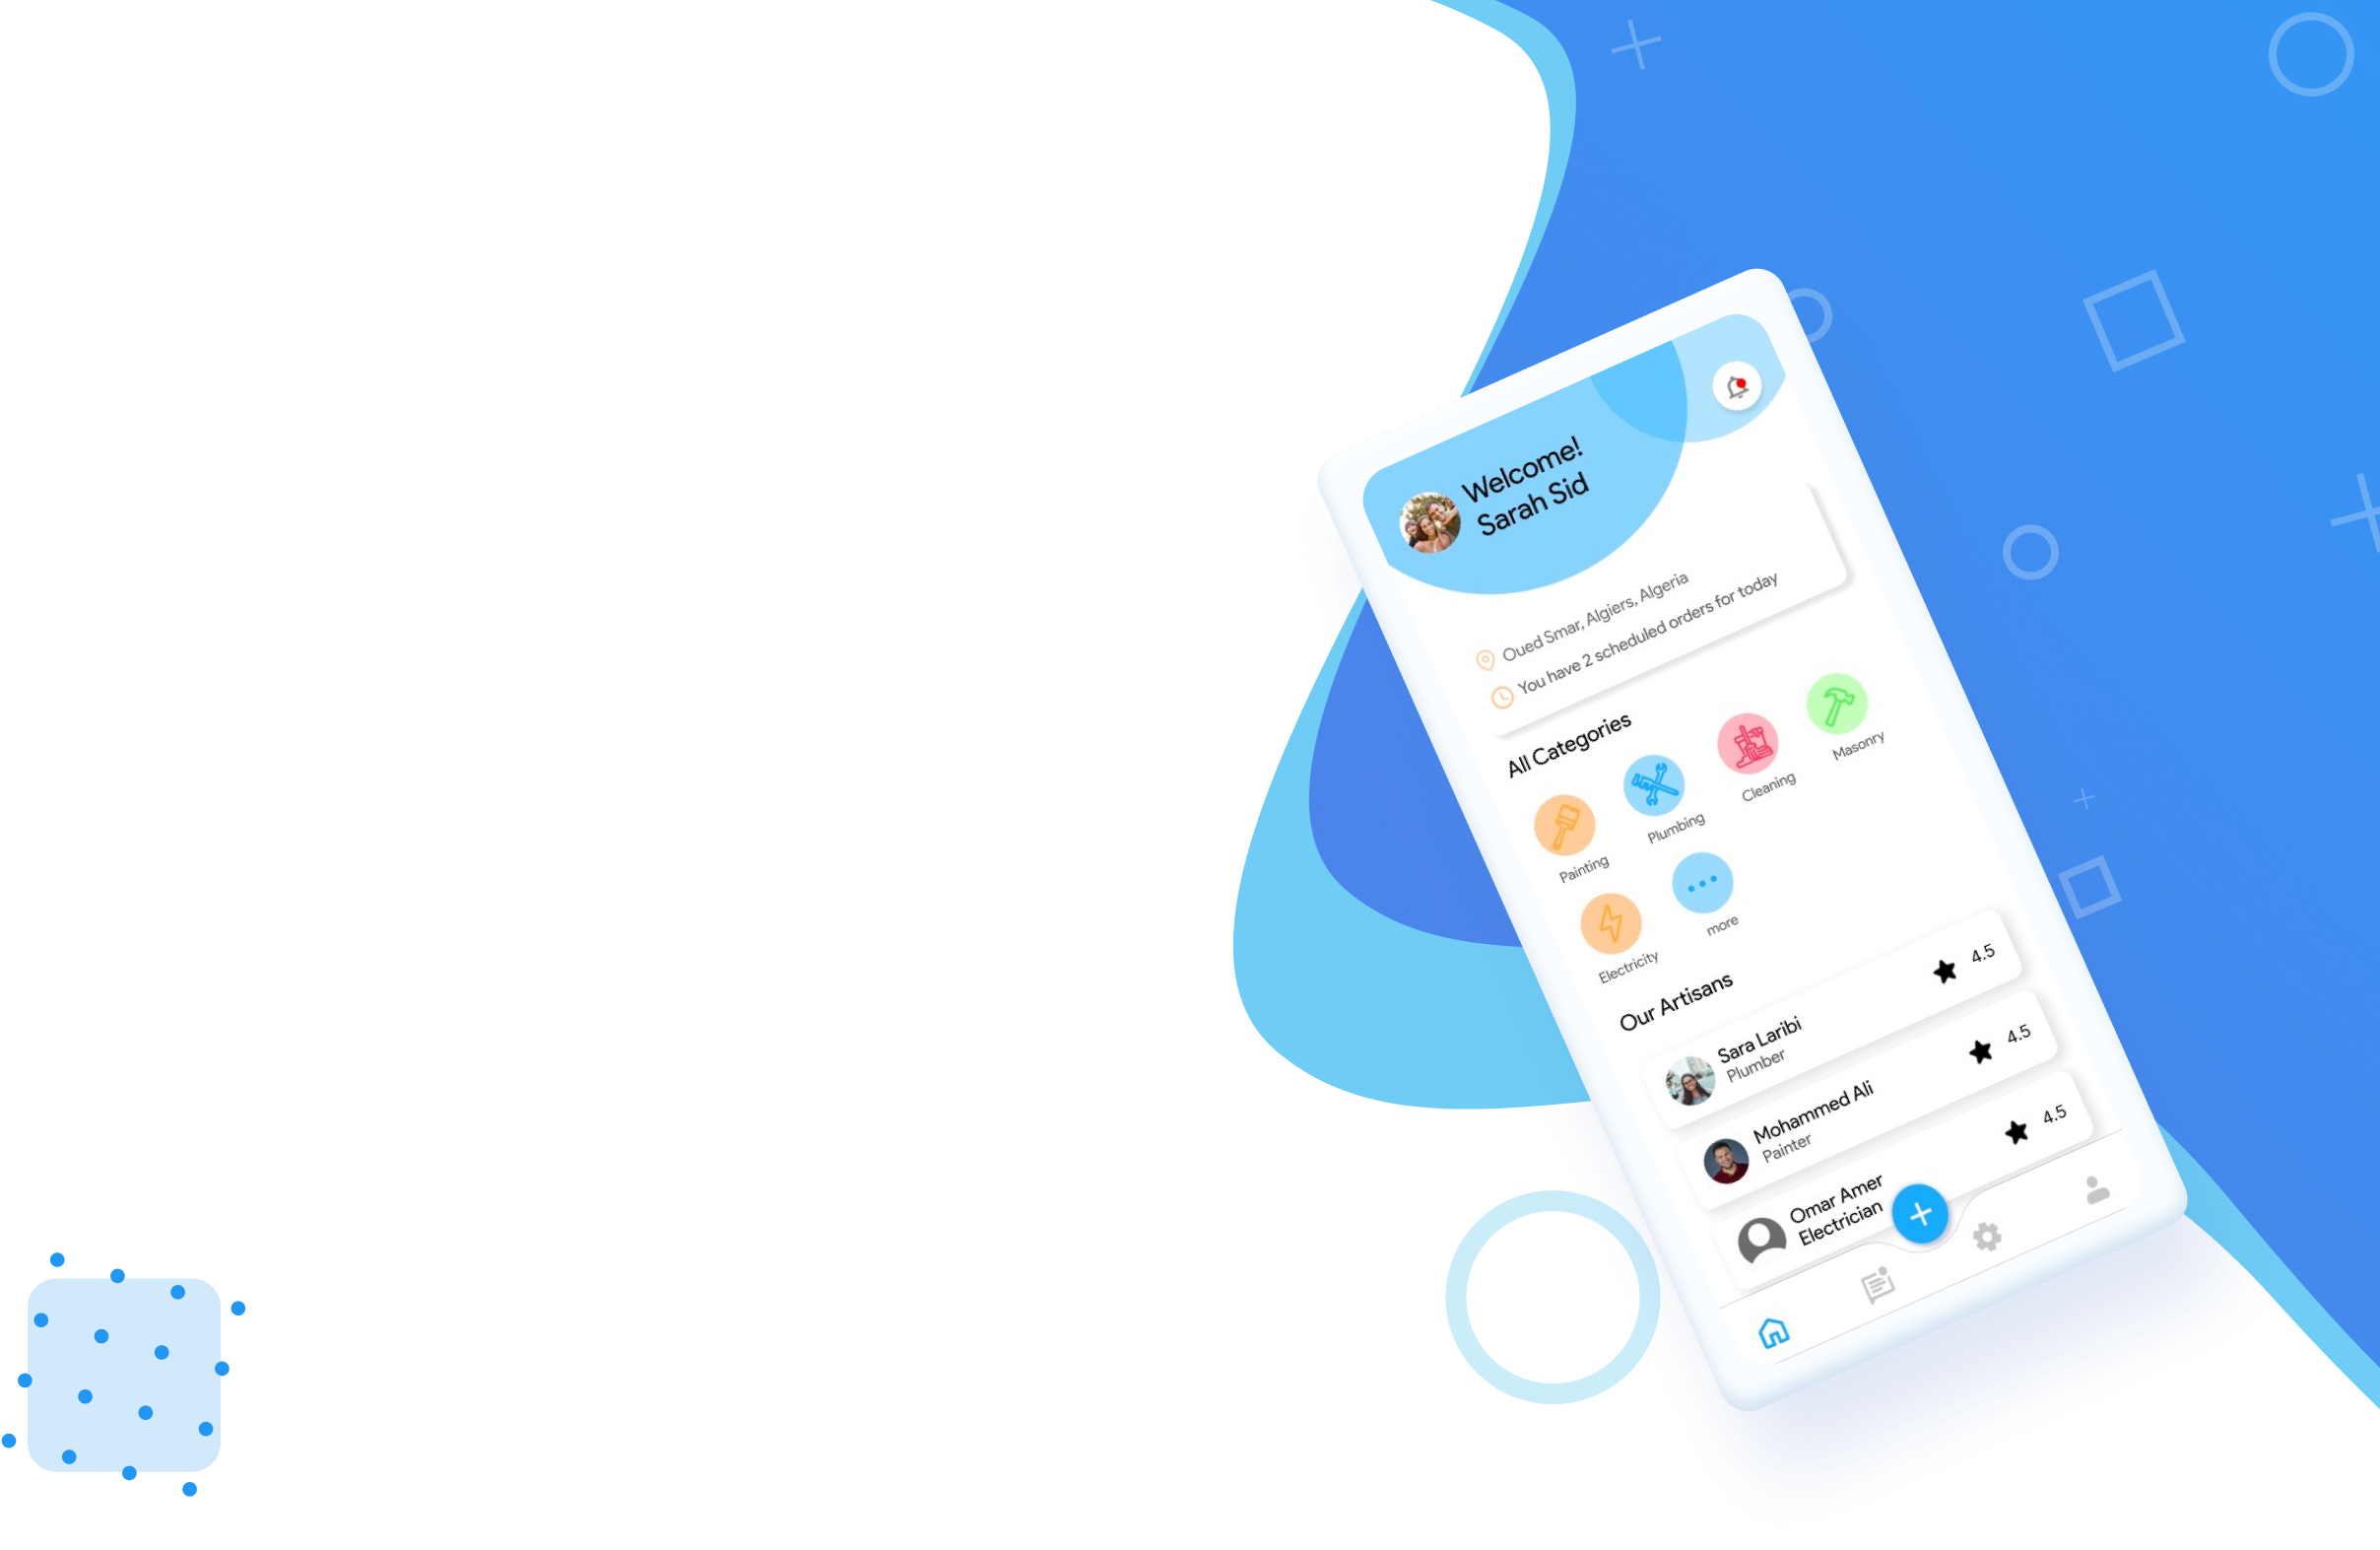 Welcome!
Sarah Sid
Oued Smar, Algiers, Algeria
You have 2 scheduled orders for today
All Categories
Painting
Plumbing
Cleaning
Masonry
Electricity
more
Our Artisans
Sara Laribi
Plumber
4.5
Mohammed Ali
Painter
4.5
Omar Amer
Electrician
4.5